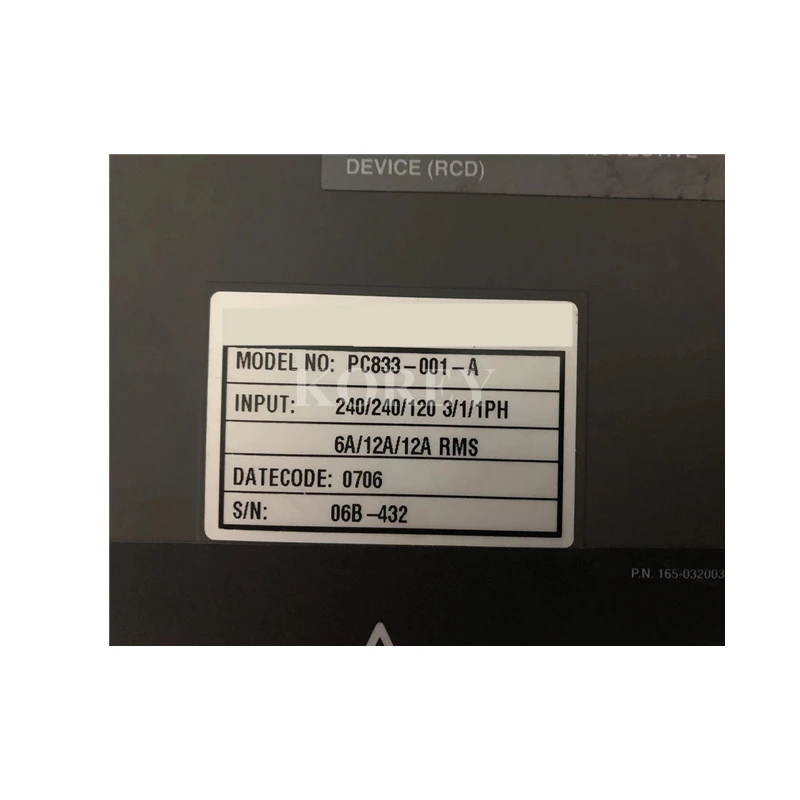 DEVICE (RCD)
MODEL NO: PC833-001-A
KOREY
INPUT: 240/240/120 3/1/1PH
6A/12A/12A RMS
DATECODE: 0706
S/N: 06B-432
P.N. 165-032003